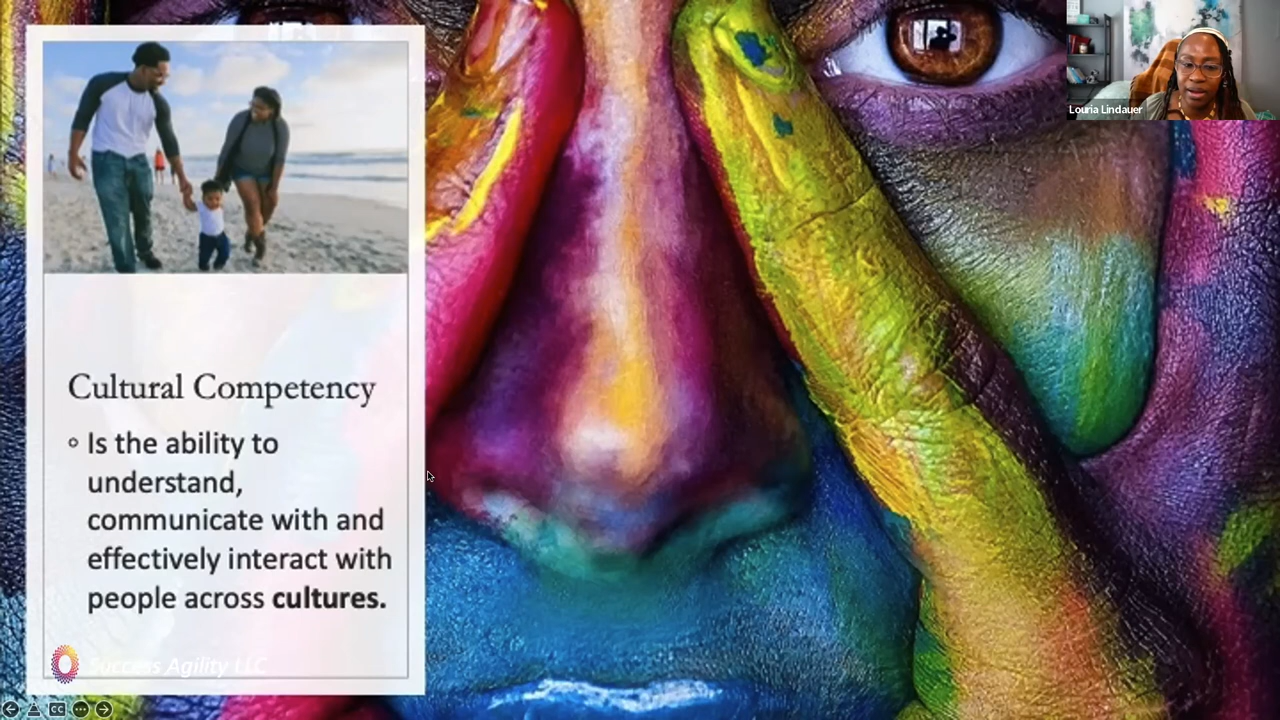 Louria Lindauer
Cultural Competency
Is the ability to
understand,
communicate with and
effectively interact with
people across cultures.
Success Agility LLC
CC